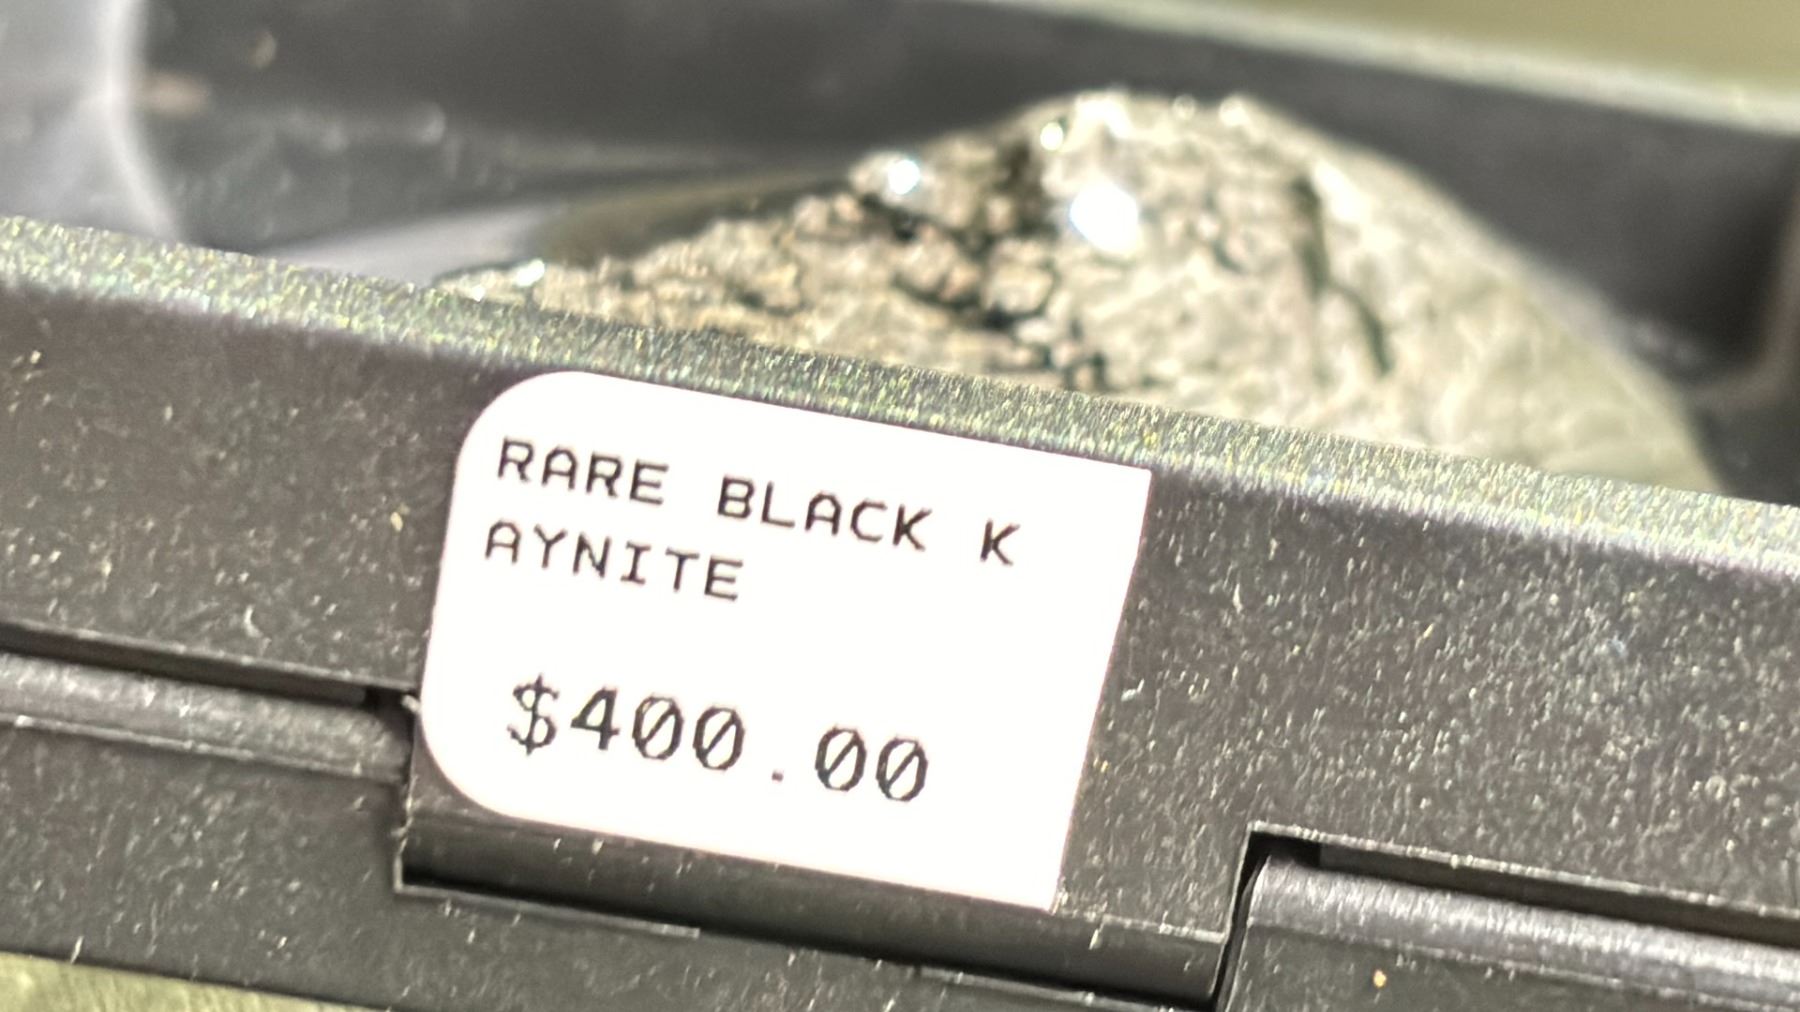 RARE BLACK K
AYNITE
$400.00